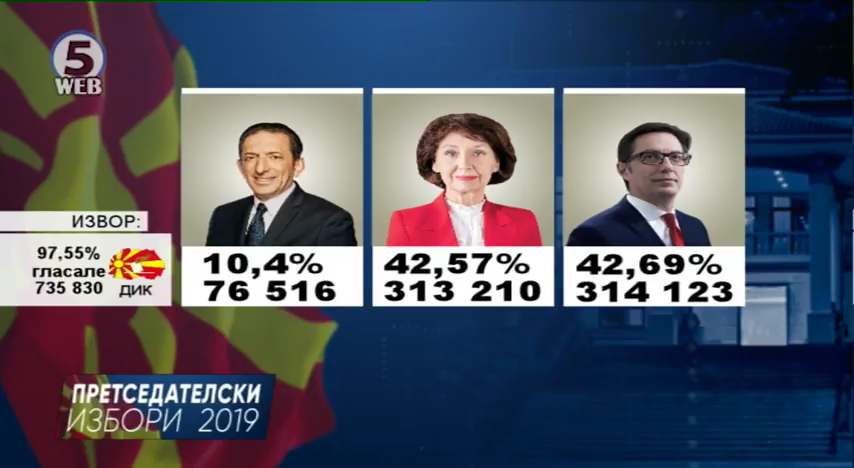 5
WEB
ИЗВОР:
97,55%
гласале
735 830
ДИК
10,4%
76 516
42,57%
313 210
42,69%
314 123
ПРЕТСЕДАТЕЛСКИ
ИЗБОРИ 2019